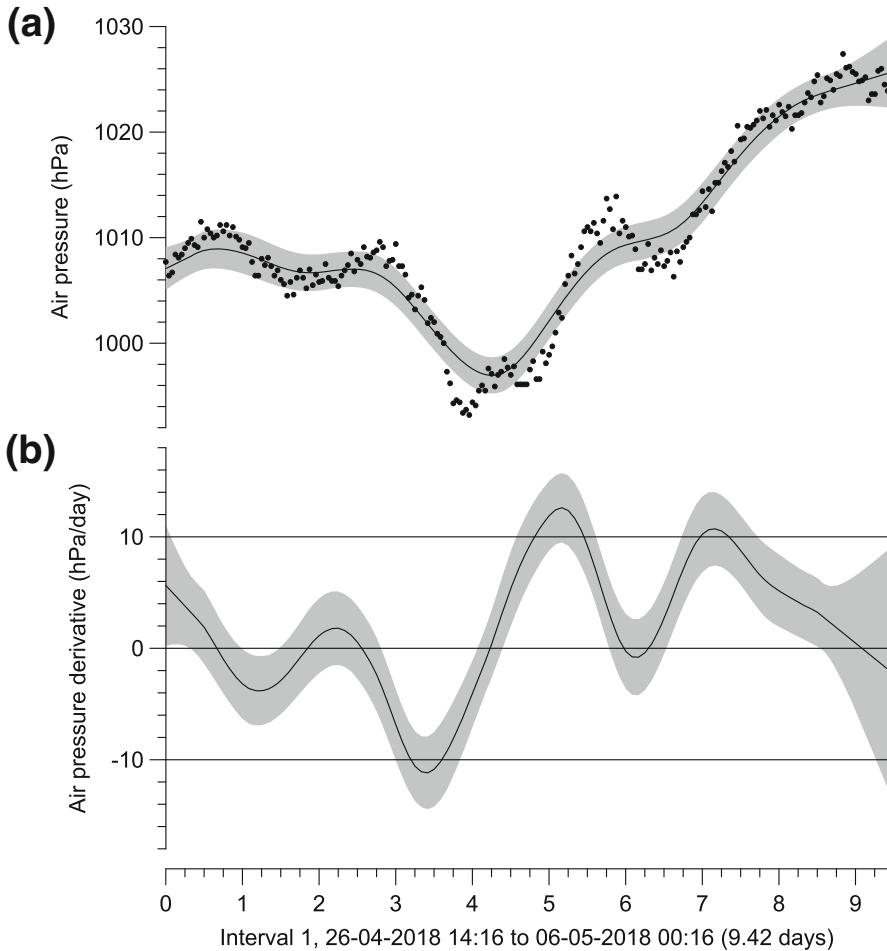 (a)
1030
1020
1010
1000
Air pressure (hPa)
(b)
10
0
-10
Air pressure derivative (hPa/day)
0 1 2 3 4 5 6 7 8 9
Interval 1, 26-04-2018 14:16 to 06-05-2018 00:16 (9.42 days)